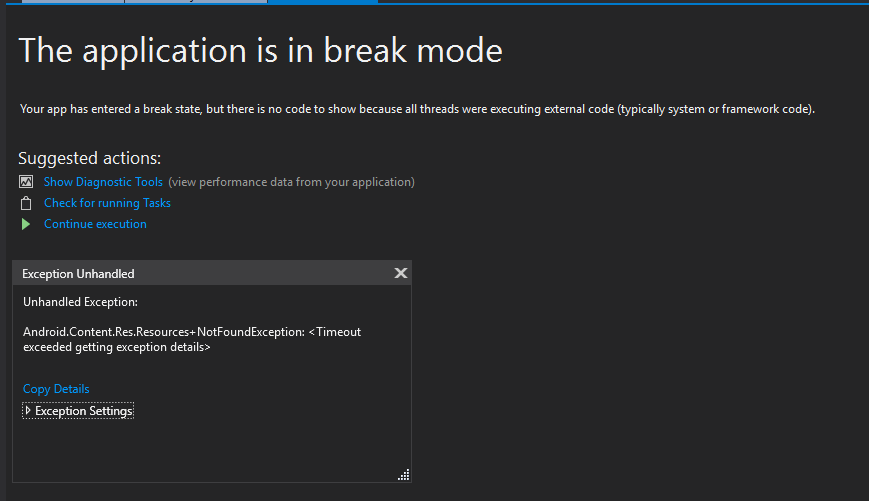 The application is in break mode
Your app has entered a break state, but there is no code to show because all threads were executing external code (typically system or framework code).
Suggested actions:
Show Diagnostic Tools (view performance data from your application)
Check for running Tasks
Continue execution
Exception Unhandled
Unhandled Exception:
Android.Content.Res.Resources+NotFoundException: <Timeout
exceeded getting exception details>
Copy Details
Exception Settings